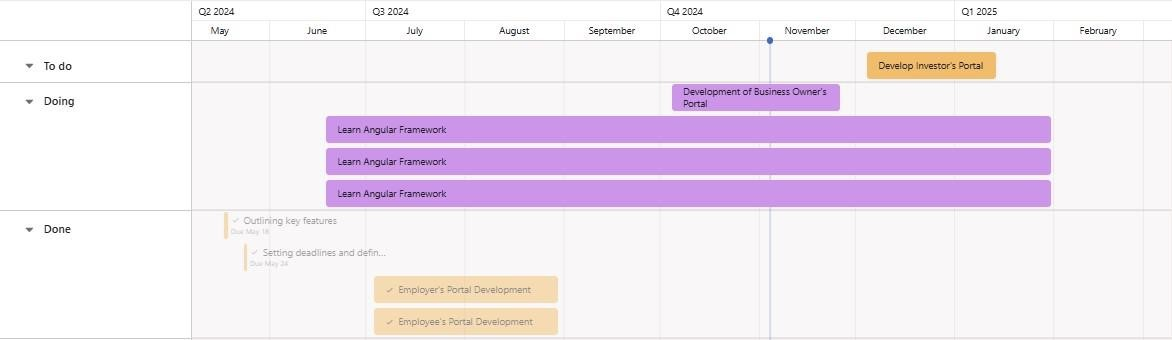 Q2 2024 Q3 2024 Q4 2024 Q1 2025
May June July August September October November December January February
To do
Develop Investor's Portal
Doing
Development of Business Owner's
Portal
Learn Angular Framework
Learn Angular Framework
Learn Angular Framework
Done
Outlining key features
Due May 18
Setting deadlines and defin...
Due May 24
Employer's Portal Development
Employee's Portal Development